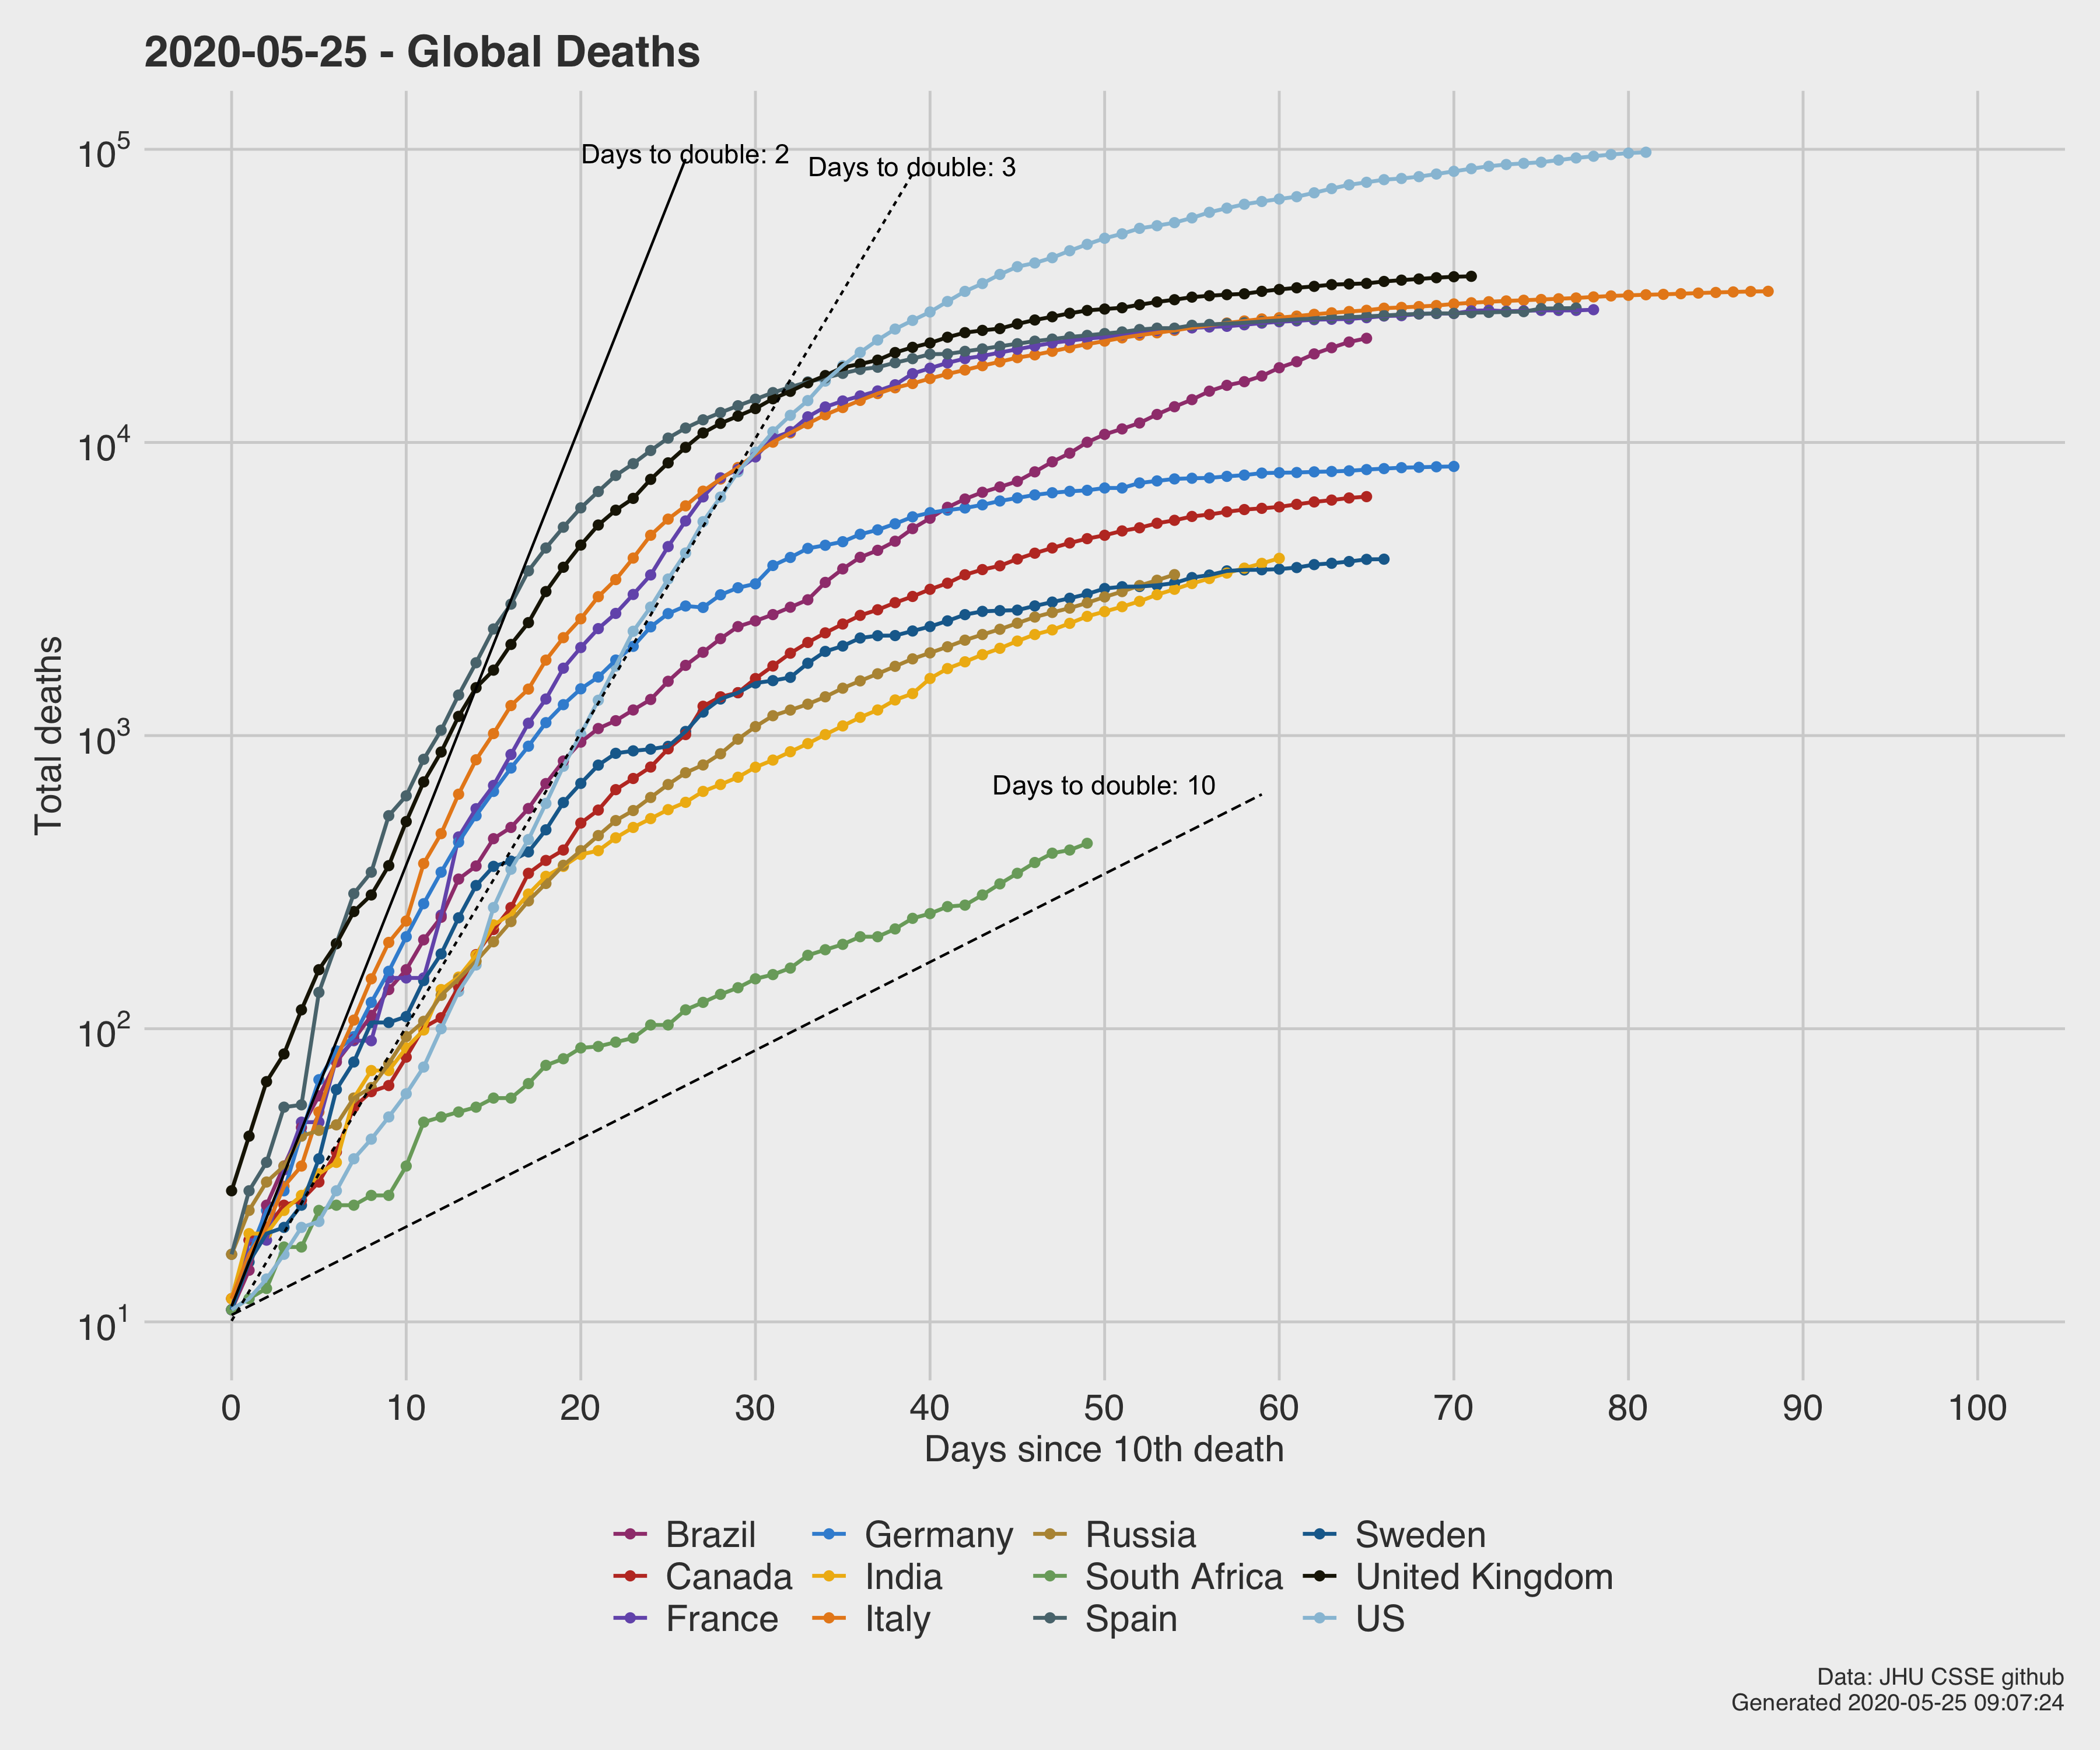 2020-05-25 - Global Deaths
10^5
10^4
10^3
10^2
10^1
Total deaths
Days to double: 2
Days to double: 3
Days to double: 10
0 10 20 30 40 50 60 70 80 90 100
Days since 10th death
Brazil Germany Russia Sweden
Canada India South Africa United Kingdom
France Italy Spain US
Data: JHU CSSE github
Generated 2020-05-25 09:07:24